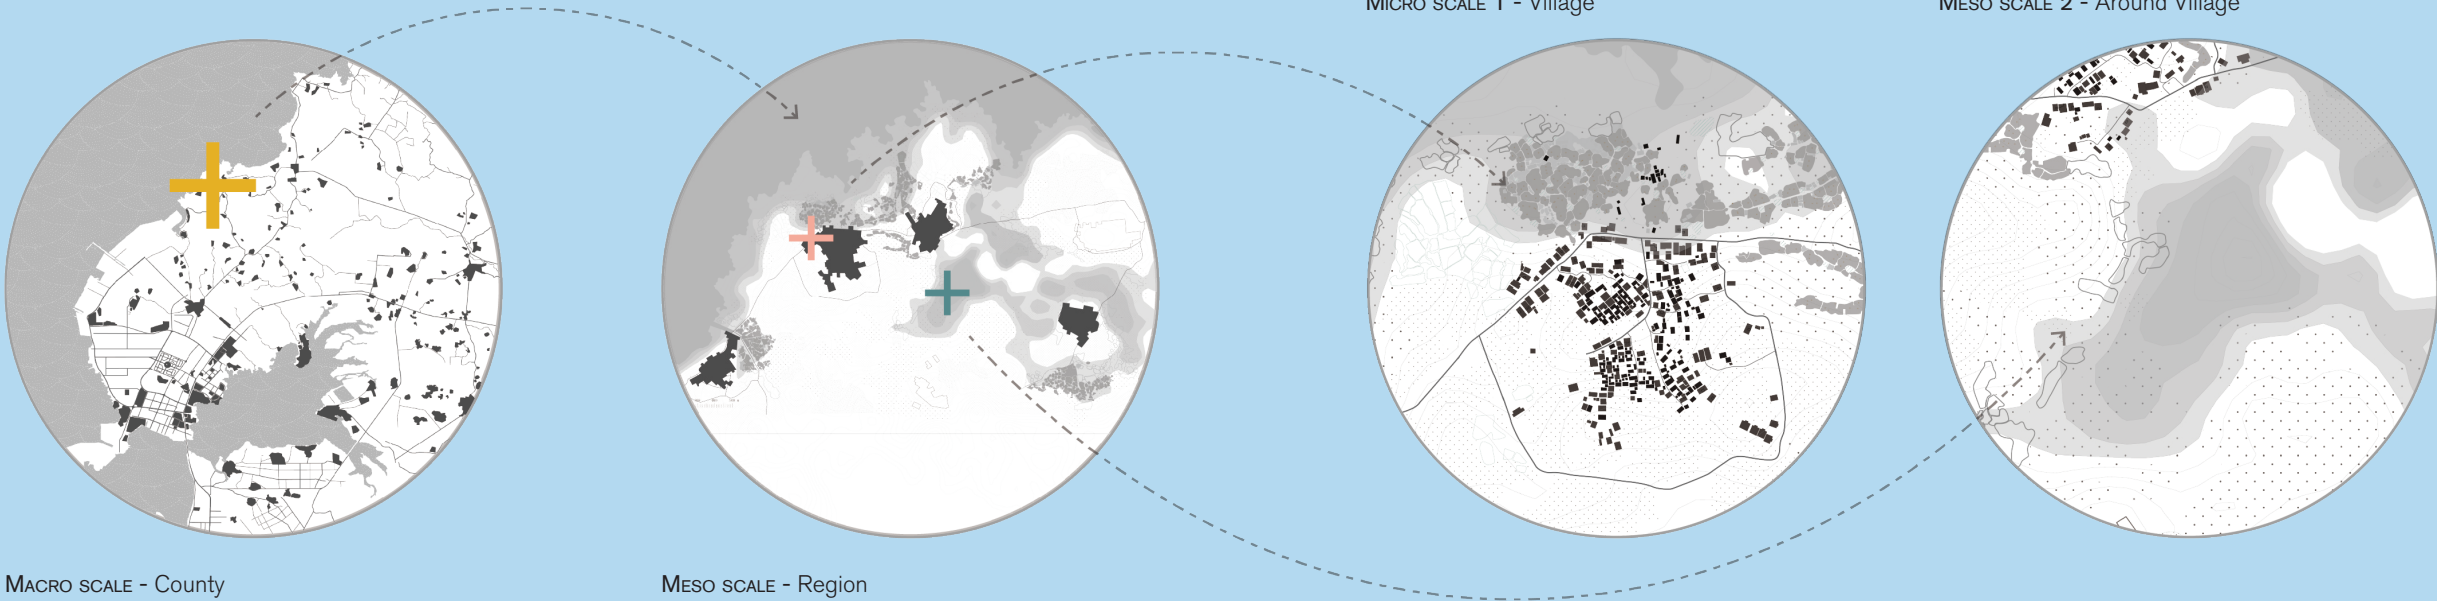 MICRO SCALE 1 - Village
MESO SCALE 2 - Around Village
MACRO SCALE - County
MESO SCALE - Region